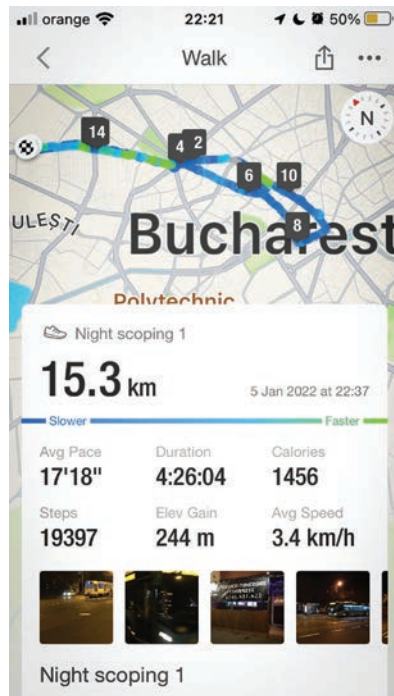 orange 22:21 50%
Walk
N
14 4 2
6 10
8
ULEȘTI
Bucharest
Polytechnic
Night scoping 1
15.3 km 5 Jan 2022 at 22:37
Slower Faster
Avg Pace Duration Calories
17'18" 4:26:04 1456
Steps Elev Gain Avg Speed
19397 244 m 3.4 km/h
Night scoping 1